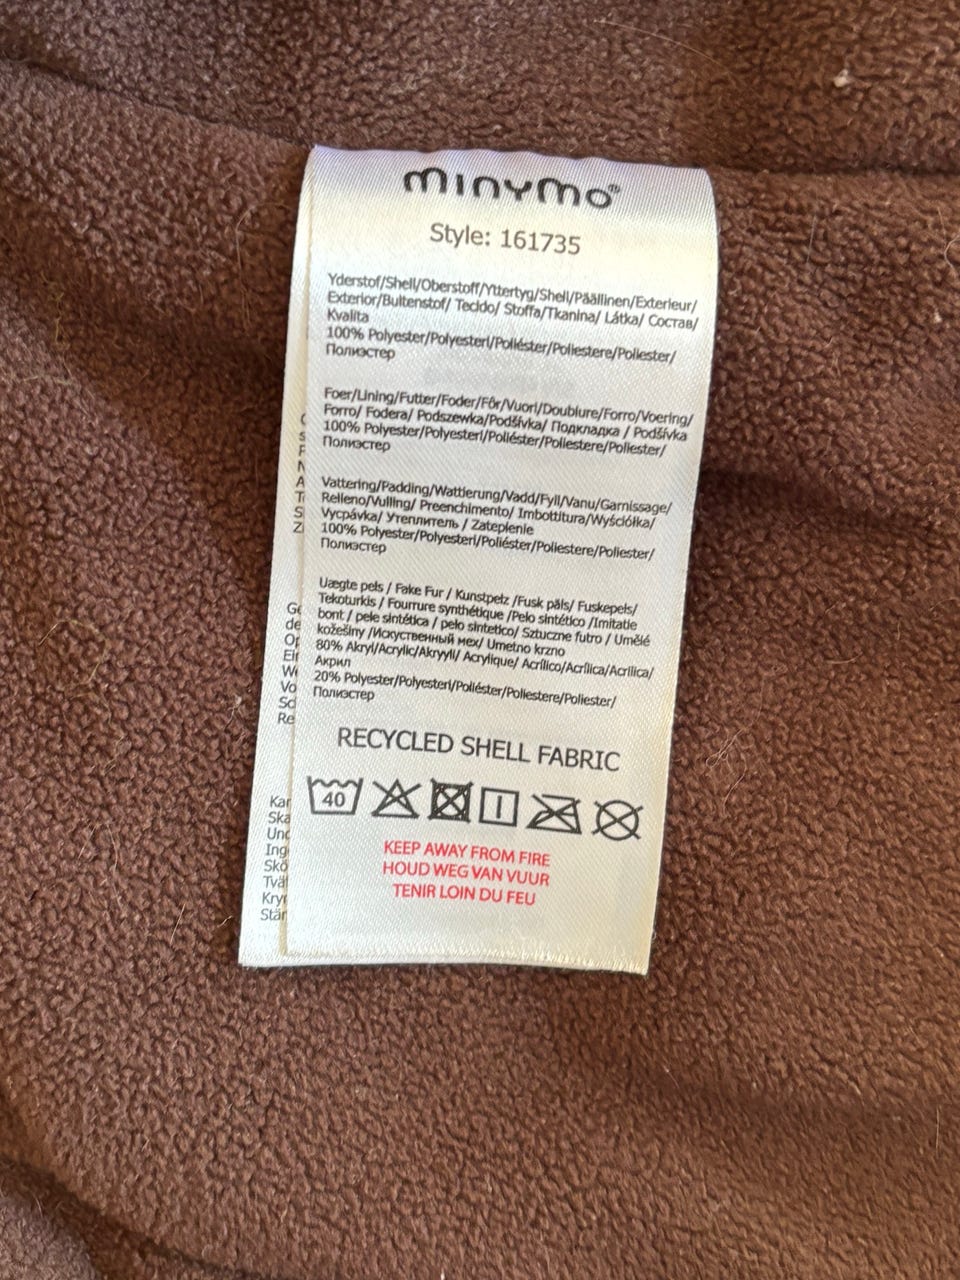 minymo®
Style: 161735
Yderstof/Shell/Oberstoff/Yttertyg/Shell/Päällinen/Exterieur/
Exterior/Buitenstof/ Tecido/ Stoffa/Tkanina/ Látka/ Состав/
Kvalita
100% Polyester/Polyesteri/Poliéster/Poliestere/Poliester/
Полиэстер
Foer/Lining/Futter/Foder/Fôr/Vuori/Doublure/Forro/Voering/
Forro/ Fodera/ Podszewka/Podšívka/ Подкладка / Podšívka
100% Polyester/Polyesteri/Poliéster/Poliestere/Poliester/
Полиэстер
Vattering/Padding/Wattierung/Vadd/Fyll/Vanu/Garnissage/
Relleno/Vulling/ Preenchimento/ Imbottitura/Wyściółka/
Vycpávka/ Утеплитель / Zateplenie
100% Polyester/Polyesteri/Poliéster/Poliestere/Poliester/
Полиэстер
Uægte pels / Fake Fur / Kunstpelz /Fusk päls/ Fuskepels/
Tekoturkis / Fourrure synthétique /Pelo sintético /Imitatie
bont / pele sintética / pelo sintetico/ Sztuczne futro / Umělé
kožešiny /Искуственный мех/ Umetno krzno
80% Akryl/Acrylic/Akryyli/ Acrylique/ Acrílico/Acrílica/Acrilica/
Акрил
20% Polyester/Polyesteri/Poliéster/Poliestere/Poliester/
Полиэстер
RECYCLED SHELL FABRIC
40
KEEP AWAY FROM FIRE
HOUD WEG VAN VUUR
TENIR LOIN DU FEU